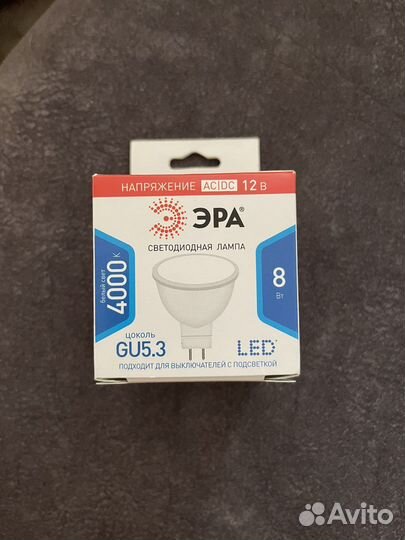 НАПРЯЖЕНИЕ AC|DC 12 В
ЭРА®
СВЕТОДИОДНАЯ ЛАМПА
белый свет
4000К
8
Вт
цоколь
GU5.3
LED
ПОДХОДИТ ДЛЯ ВЫКЛЮЧАТЕЛЕЙ С ПОДСВЕТКОЙ
Avito